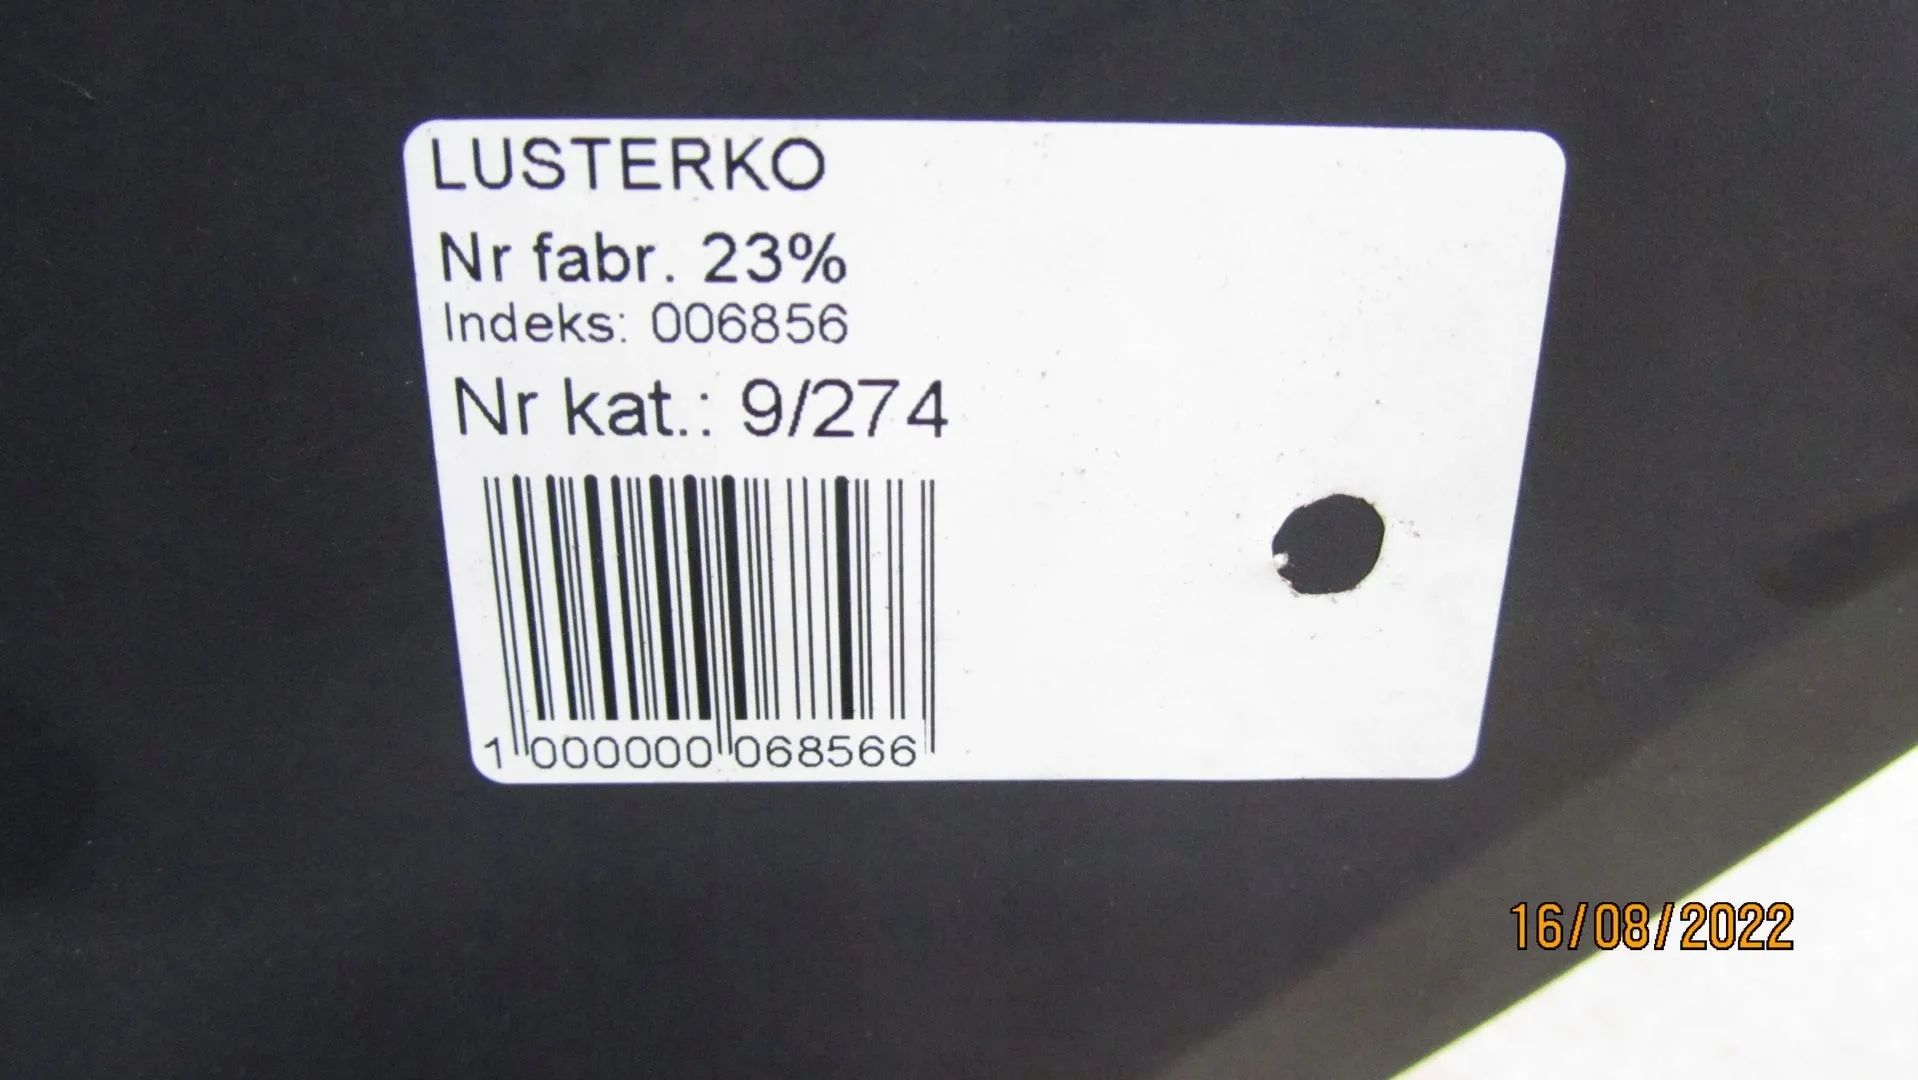 LUSTERKO
Nr fabr. 23%
Indeks: 006856
Nr kat.: 9/274
1 000000 068566
16/08/2022